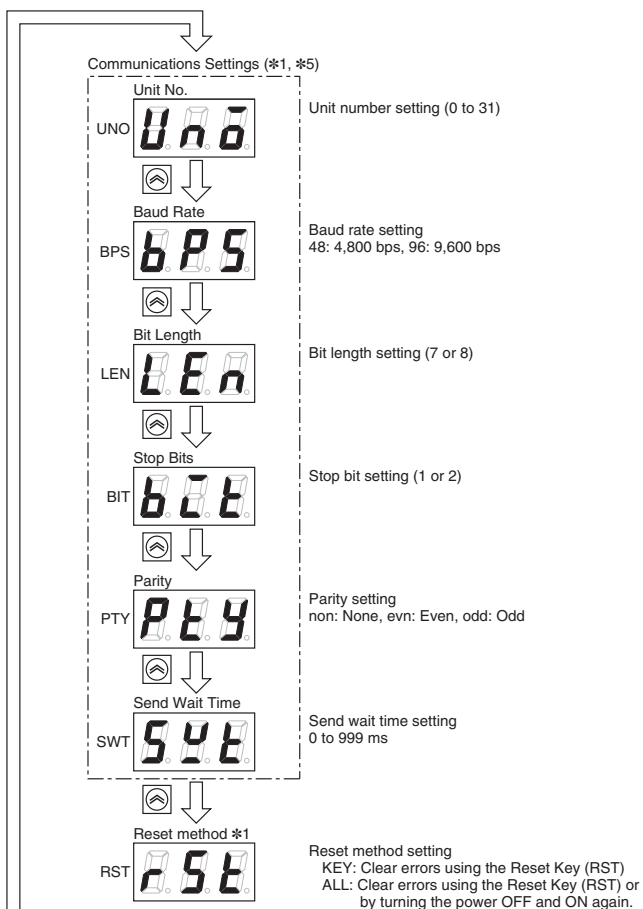 Communications Settings (*1, *5)
Unit No.
UNO
Uno
Unit number setting (0 to 31)
Baud Rate
BPS
bPS
Baud rate setting
48: 4,800 bps, 96: 9,600 bps
Bit Length
LEN
LEn
Bit length setting (7 or 8)
Stop Bits
BIT
bit
Stop bit setting (1 or 2)
Parity
PTY
Pty
Parity setting
non: None, evn: Even, odd: Odd
Send Wait Time
SWT
Swt
Send wait time setting
0 to 999 ms
Reset method *1
RST
rSt
Reset method setting
KEY: Clear errors using the Reset Key (RST)
ALL: Clear errors using the Reset Key (RST) or
by turning the power OFF and ON again.